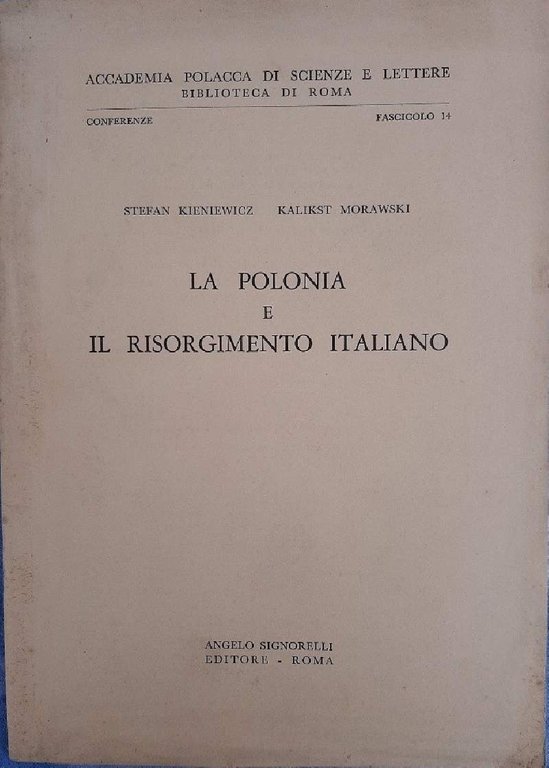 ACCADEMIA POLACCA DI SCIENZE E LETTERE
BIBLIOTECA DI ROMA
CONFERENZE FASCICOLO 14
STEFAN KIENIEWICZ KALIKST MORAWSKI
LA POLONIA
E
IL RISORGIMENTO ITALIANO
ANGELO SIGNORELLI
EDITORE - ROMA